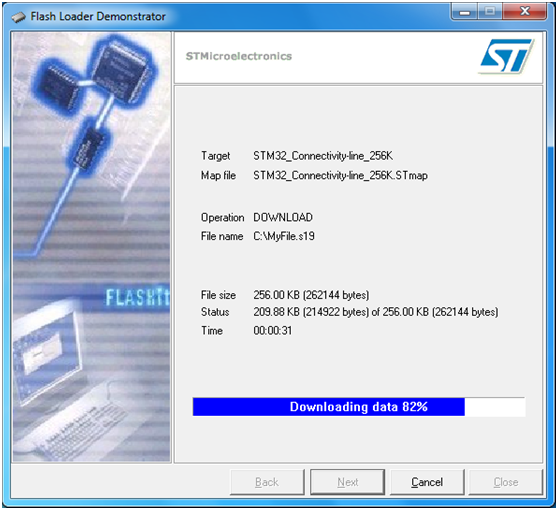 Flash Loader Demonstrator
STMicroelectronics
ST
Target STM32_Connectivity-line_256K
Map file STM32_Connectivity-line_256K.STmap
Operation DOWNLOAD
File name C:\MyFile.s19
FLASHit
File size 256.00 KB (262144 bytes)
Status 209.88 KB (214922 bytes) of 256.00 KB (262144 bytes)
Time 00:00:31
Downloading data 82%
Back Next Cancel Close